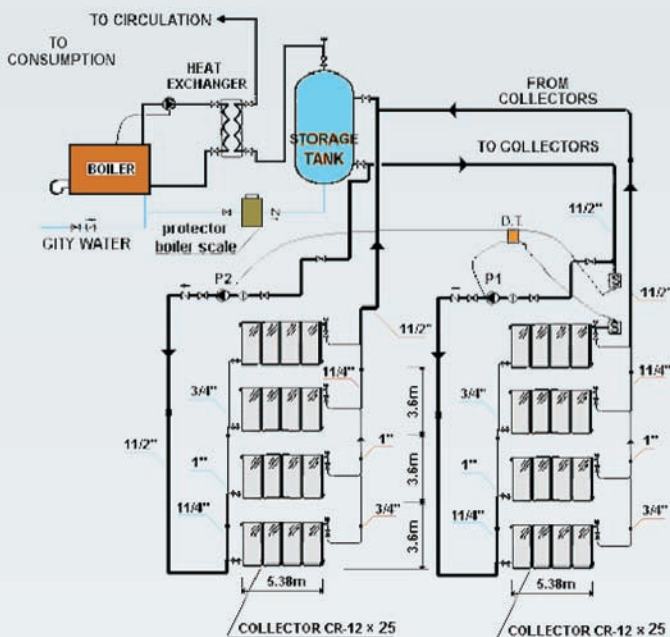 TO CIRCULATION
TO
CONSUMPTION
HEAT
EXCHANGER
FROM
COLLECTORS
STORAGE
TANK
TO COLLECTORS
BOILER
D.T.
11/2"
protector
boiler scale
CITY WATER
P2
P1
11/2"
11/2"
11/4"
11/4"
3/4"
3.6m
3/4"
11/2"
1"
1"
1"
3.6m
1"
11/4"
3/4"
3.6m
11/4"
3/4"
5.38m
5.38m
COLLECTOR CR-12 x 25
COLLECTOR CR-12 x 25